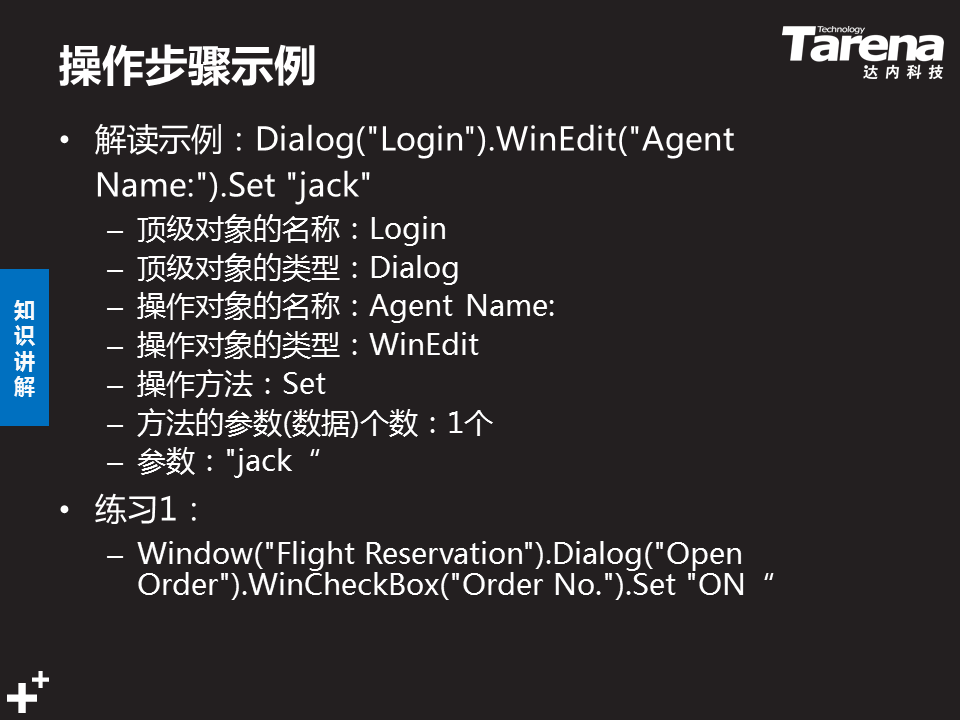 操作步骤示例
Technology
Tarena
达内科技
• 解读示例：Dialog("Login").WinEdit("Agent
Name:").Set "jack"
– 顶级对象的名称：Login
– 顶级对象的类型：Dialog
– 操作对象的名称：Agent Name:
– 操作对象的类型：WinEdit
– 操作方法：Set
– 方法的参数(数据)个数：1个
– 参数："jack“
• 练习1：
– Window("Flight Reservation").Dialog("Open
Order").WinCheckBox("Order No.").Set "ON“
知
识
讲
解